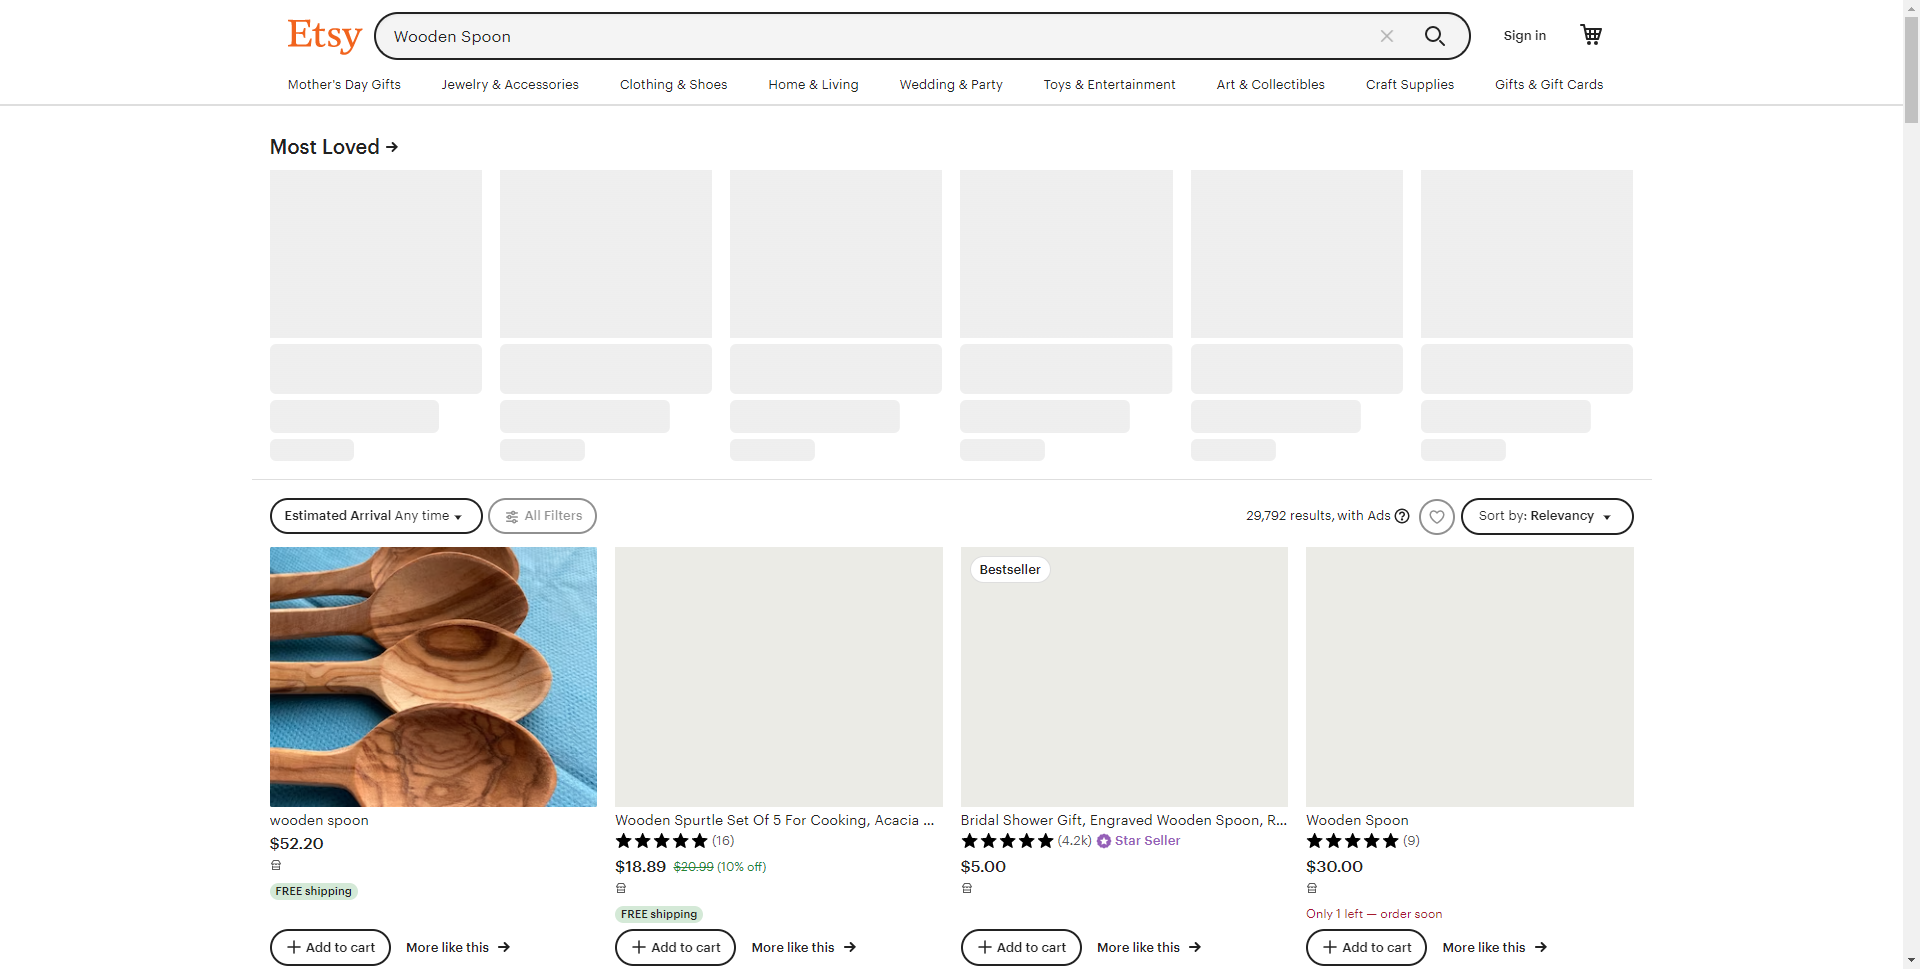 Etsy
Wooden Spoon
Sign in
Mother's Day Gifts
Jewelry & Accessories
Clothing & Shoes
Home & Living
Wedding & Party
Toys & Entertainment
Art & Collectibles
Craft Supplies
Gifts & Gift Cards
Most Loved
Estimated Arrival Any time
All Filters
29,792 results, with Ads
Sort by: Relevancy
wooden spoon
$52.20
FREE shipping
Add to cart
More like this
Wooden Spurtle Set Of 5 For Cooking, Acacia ...
(16)
$18.89 $20.99 (10% off)
FREE shipping
Add to cart
More like this
Bestseller
Bridal Shower Gift, Engraved Wooden Spoon, R...
(4.2k) Star Seller
$5.00
Add to cart
More like this
Wooden Spoon
(9)
$30.00
Only 1 left — order soon
Add to cart
More like this